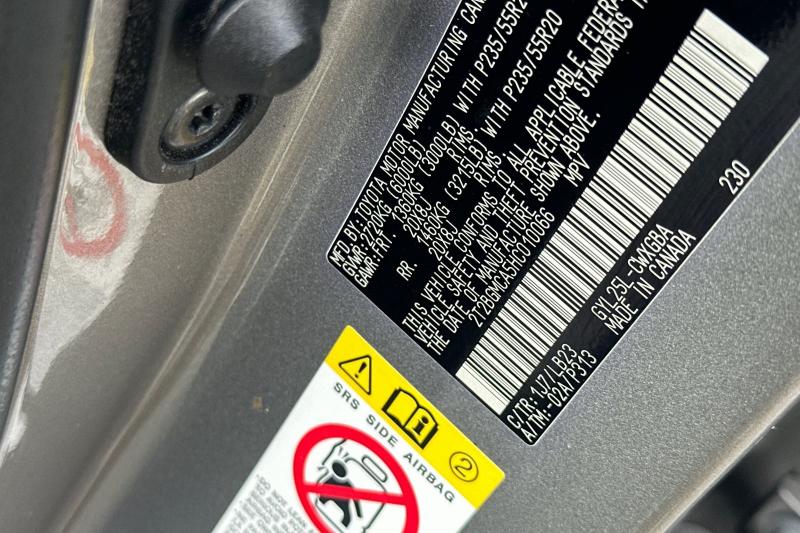 MFD BY: TOYOTA MOTOR MANUFACTURING CAN
GVWR: 2720KG (6000LB)
GAWR: FRT 1360KG (3000LB) WITH P235/55R2
20X8J RIMS
RR. 1460KG (3215LB) WITH P235/55R20
20X8J RIMS
THIS VEHICLE CONFORMS TO ALL APPLICABLE FEDERA
VEHICLE SAFETY AND THEFT PREVENTION STANDARDS
THE DATE OF MANUFACTURE SHOWN ABOVE.
MPV
230
C/TR:1J7/LB23 GYL25L-CWXGBA
A/TM:-02A/P313 MADE IN CANADA
SRS SIDE AIRBAG 2